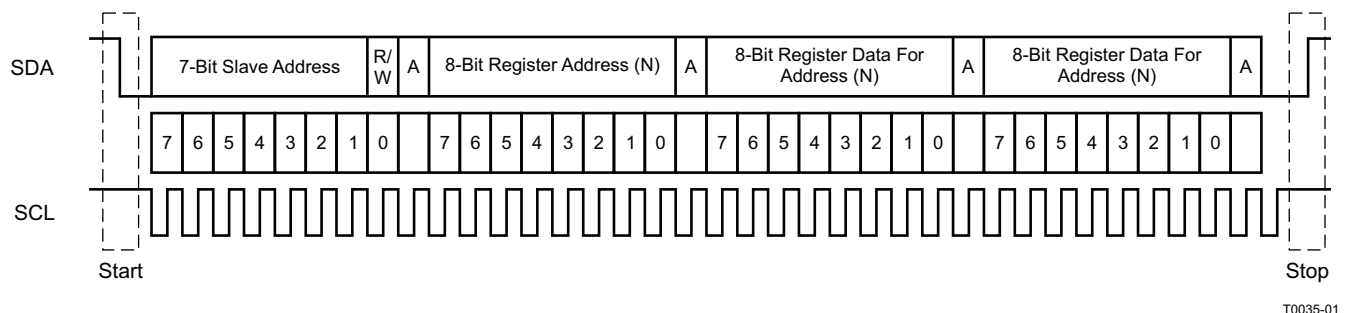 SDA
7-Bit Slave Address
R/
W
A
8-Bit Register Address (N)
A
8-Bit Register Data For
Address (N)
A
8-Bit Register Data For
Address (N)
A
7 6 5 4 3 2 1 0 7 6 5 4 3 2 1 0 7 6 5 4 3 2 1 0 7 6 5 4 3 2 1 0
SCL
Start
Stop
T0035-01